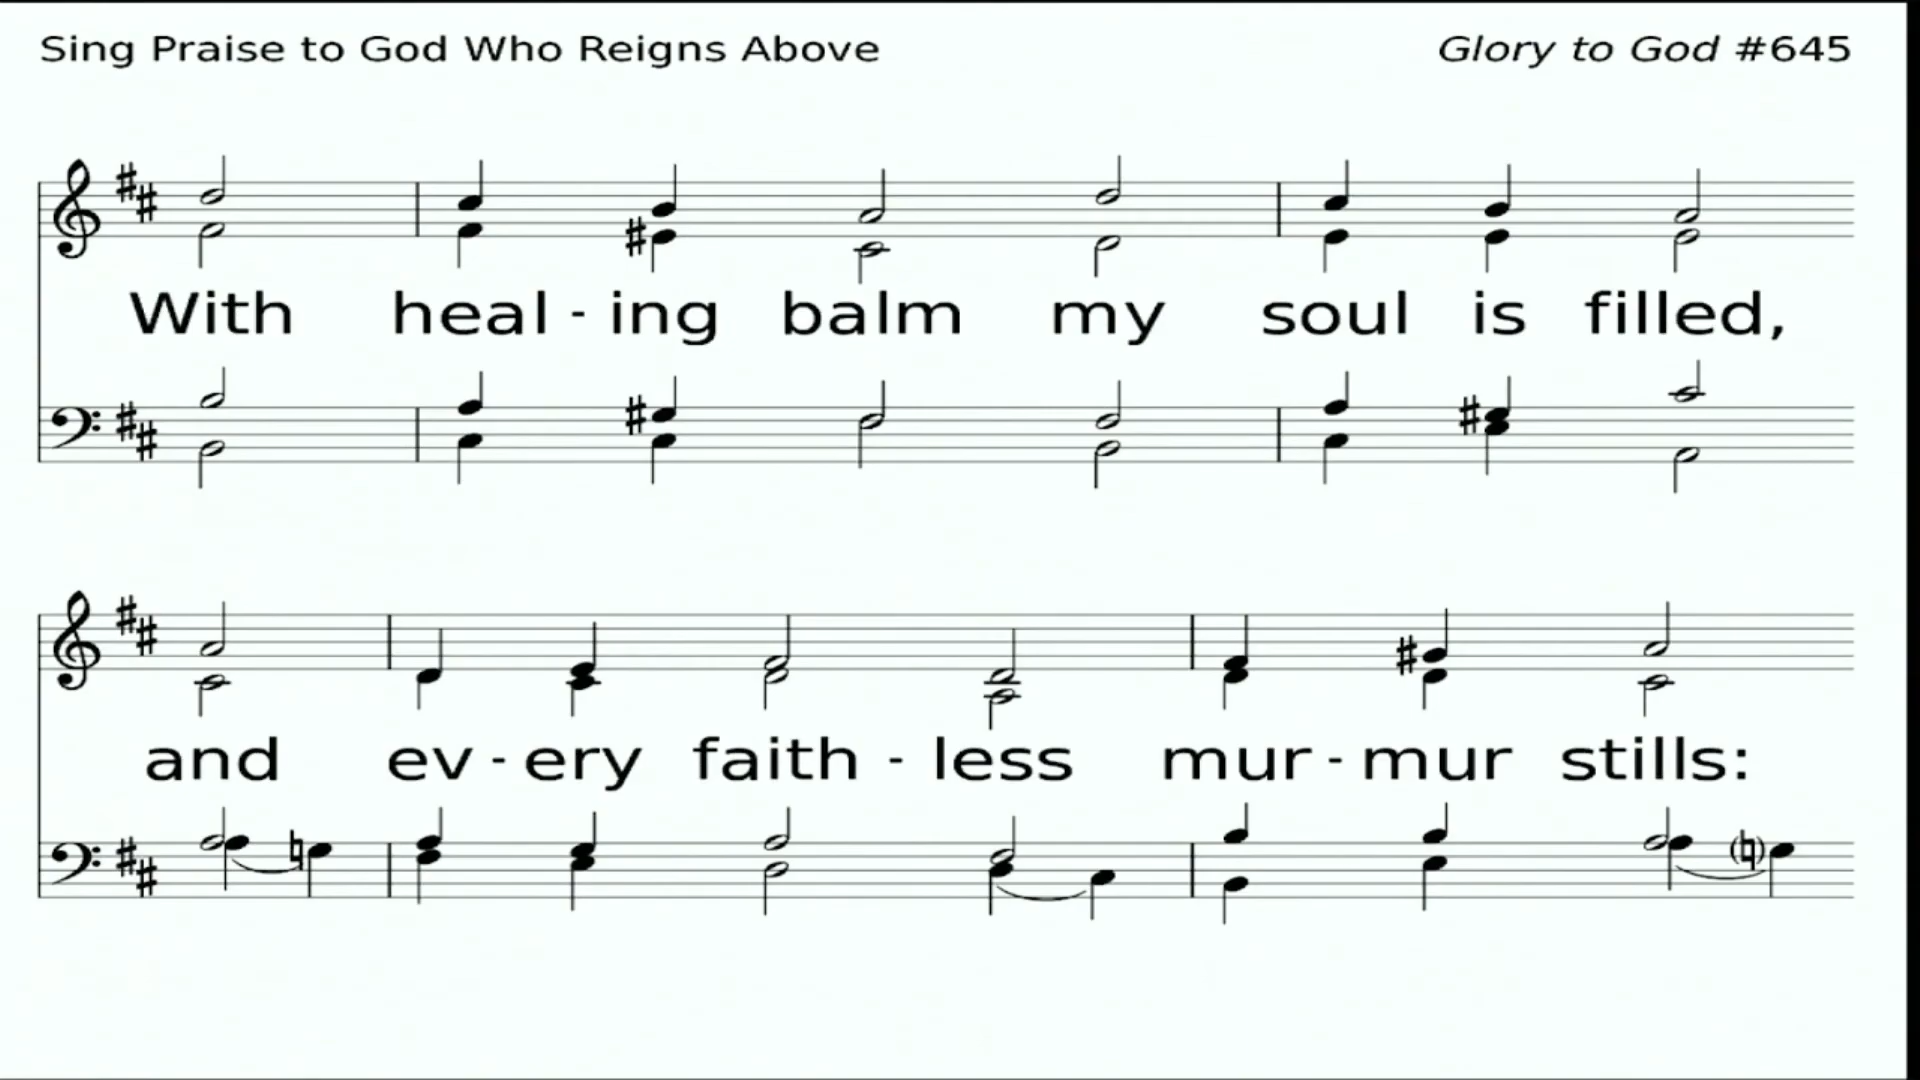 Sing Praise to God Who Reigns Above Glory to God #645
With heal - ing balm my soul is filled,
and ev - ery faith - less mur - mur stills: